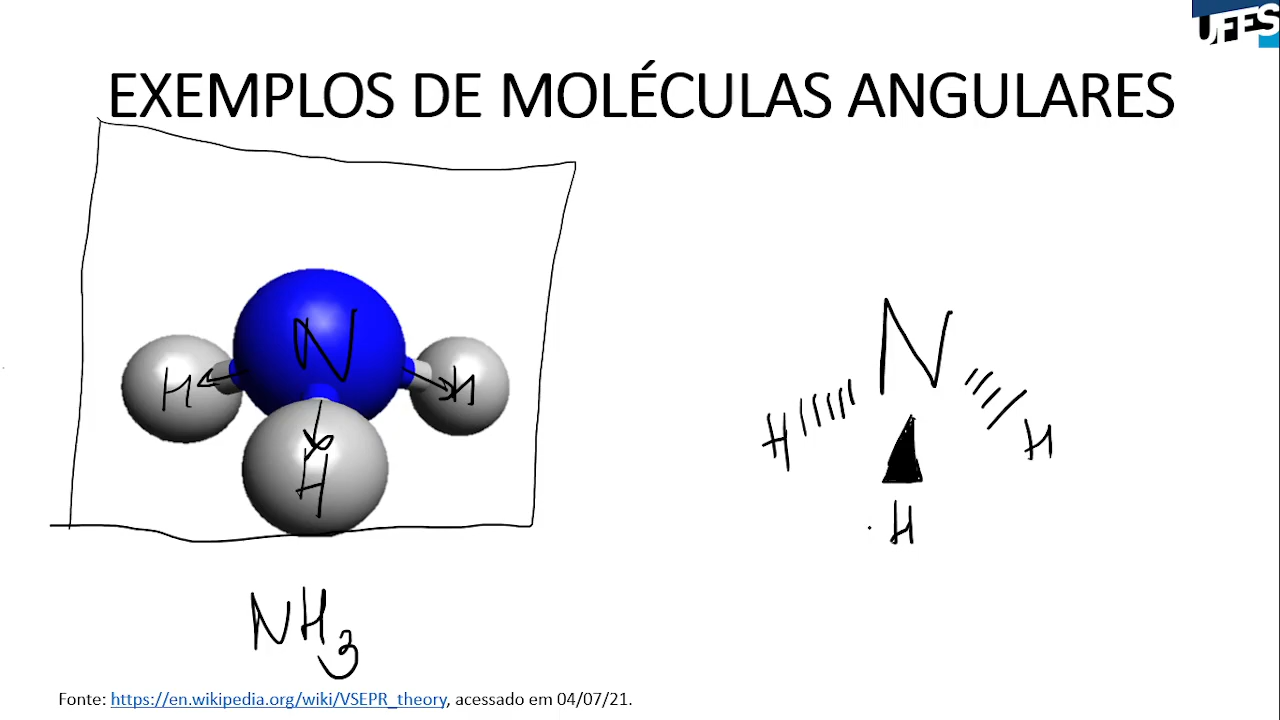 UFES
EXEMPLOS DE MOLÉCULAS ANGULARES
N
H
H
H
N
H
H
H
NH3
Fonte: https://en.wikipedia.org/wiki/VSEPR_theory, acessado em 04/07/21.